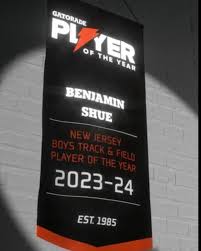 GATORADE
PLAYER
OF THE YEAR
BENJAMIN
SHUE
NEW JERSEY
BOYS TRACK & FIELD
PLAYER OF THE YEAR
2023-24
EST. 1985